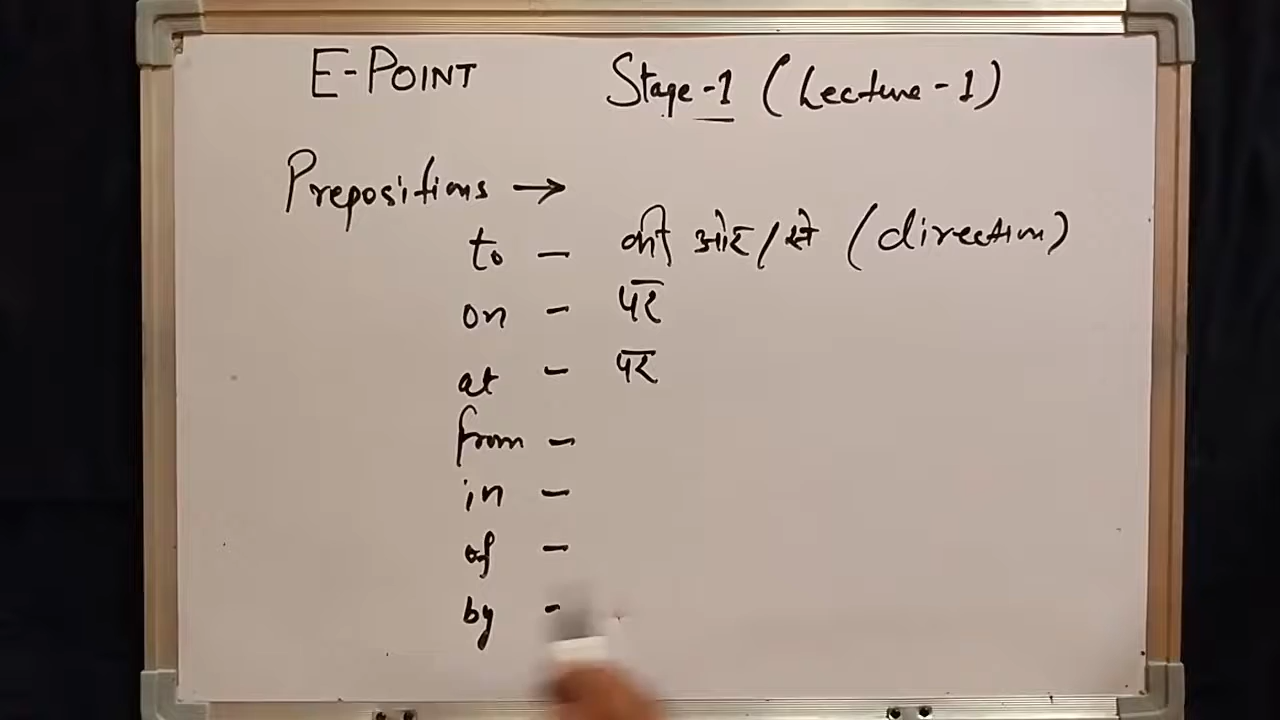 E-POINT Stage-1 (Lecture-1)
Prepositions →
to – की ओर/से (direction)
on – पर
at – पर
from –
in –
of –
by -